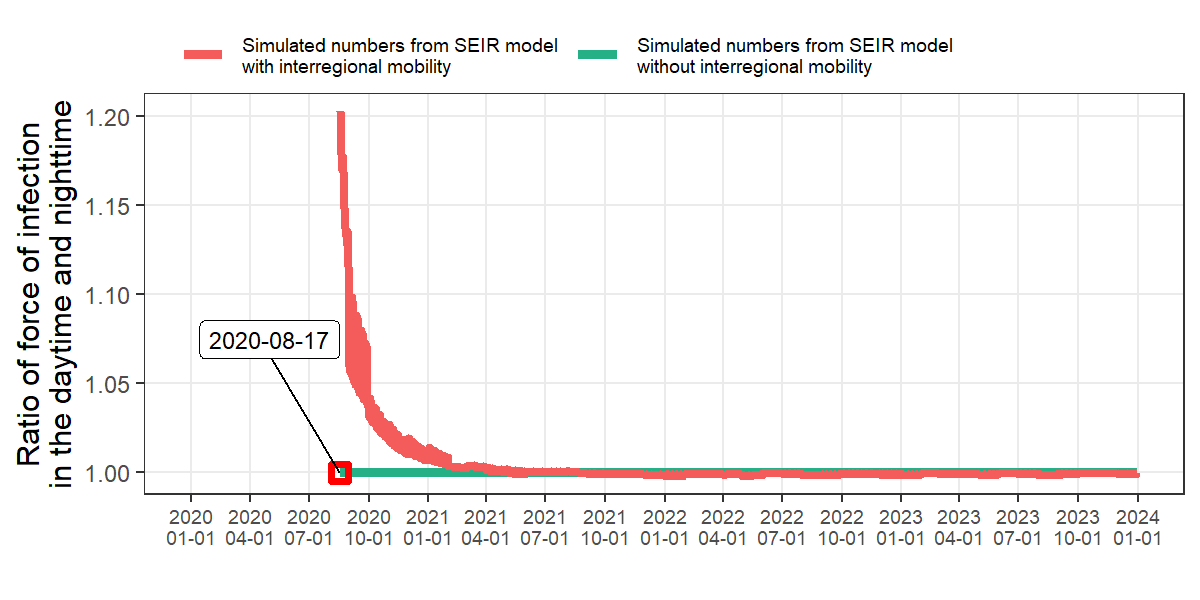 Simulated numbers from SEIR model
with interregional mobility
Simulated numbers from SEIR model
without interregional mobility
Ratio of force of infection
in the daytime and nighttime
1.20
1.15
1.10
1.05
1.00
2020-08-17
2020 2020 2020 2020 2021 2021 2021 2021 2022 2022 2022 2022 2023 2023 2023 2023 2024
01-01 04-01 07-01 10-01 01-01 04-01 07-01 10-01 01-01 04-01 07-01 10-01 01-01 04-01 07-01 10-01 01-01